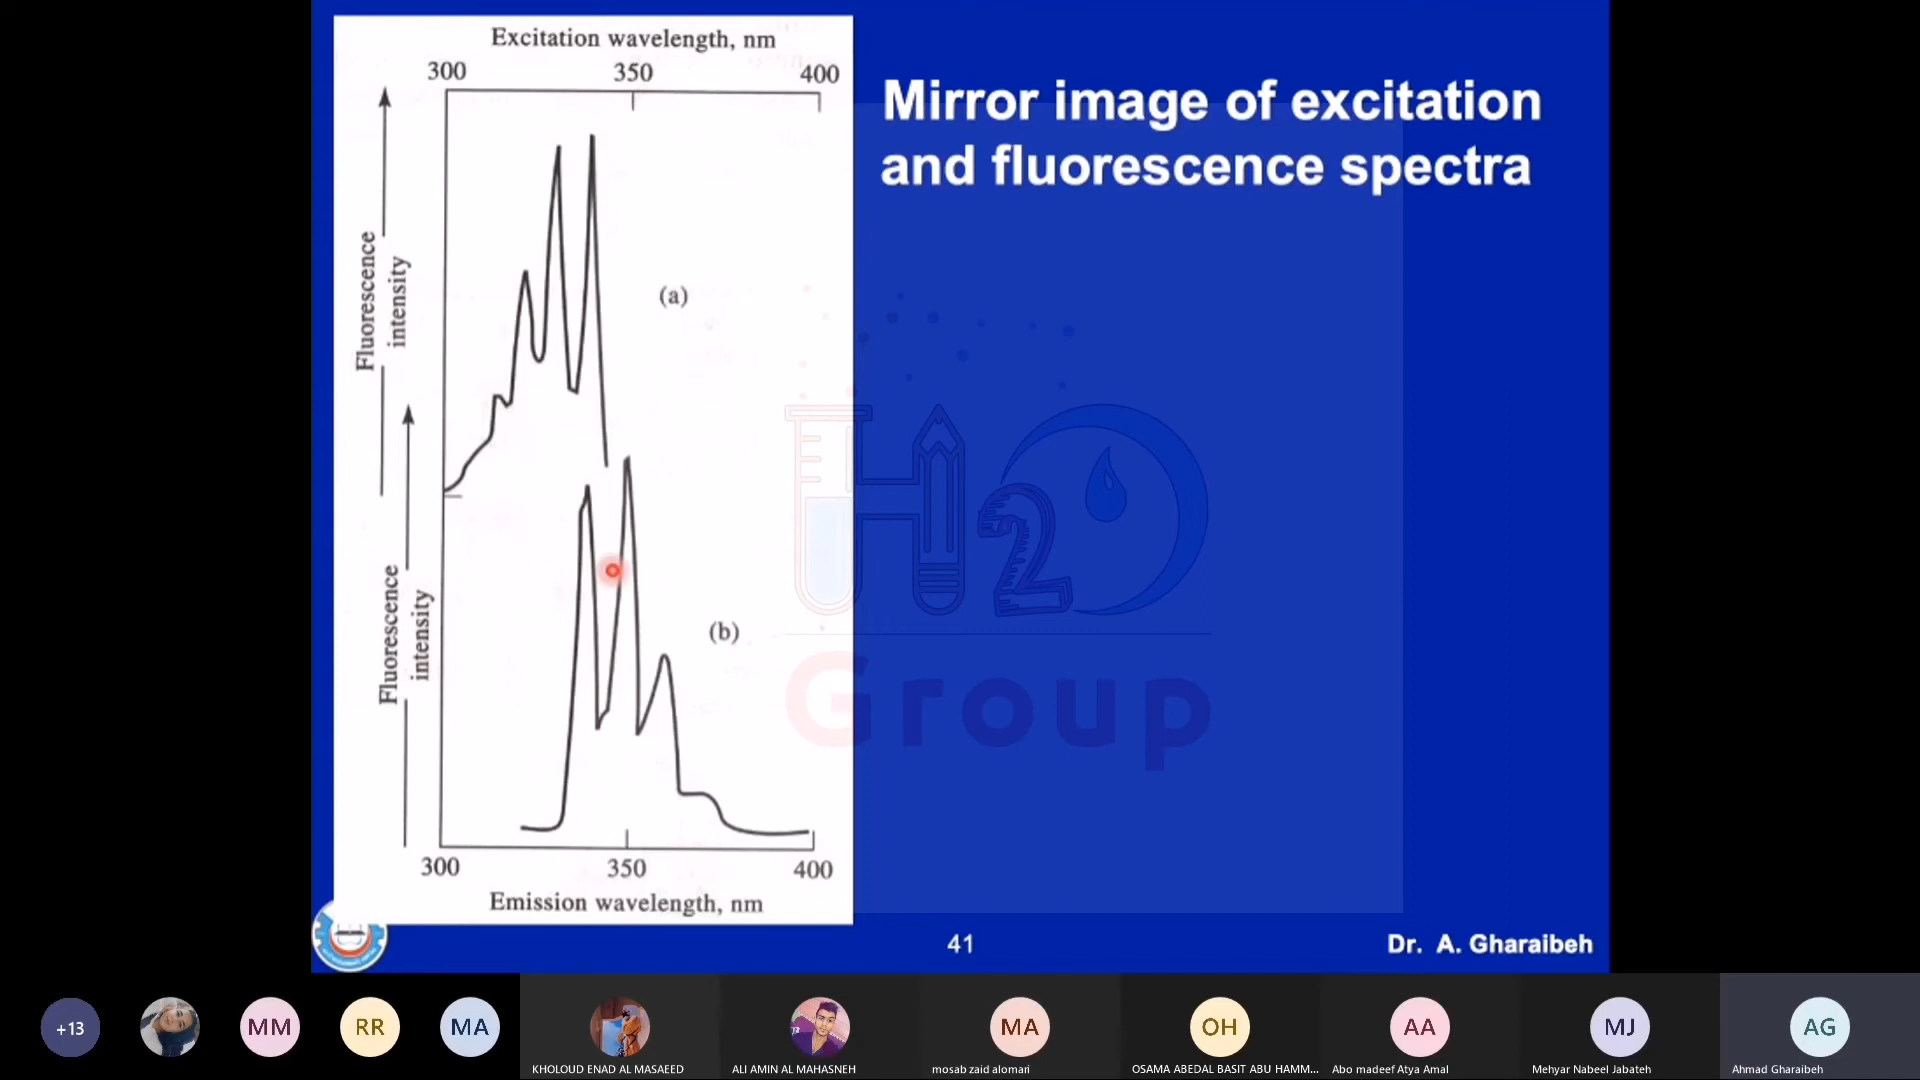 Excitation wavelength, nm
300 350 400
Fluorescence
intensity
(a)
Fluorescence
intensity
(b)
300 350 400
Emission wavelength, nm
Mirror image of excitation
and fluorescence spectra
H2O
Group
41
Dr. A. Gharaibeh
+13
MM
RR
MA
KHOLOUD ENAD AL MASAEED
ALI AMIN AL MAHASNEH
MA
mosab zaid alomari
OH
OSAMA ABEDAL BASIT ABU HAMM...
AA
Abo madeef Atya Amal
MJ
Mehyar Nabeel Jabateh
AG
Ahmad Gharaibeh